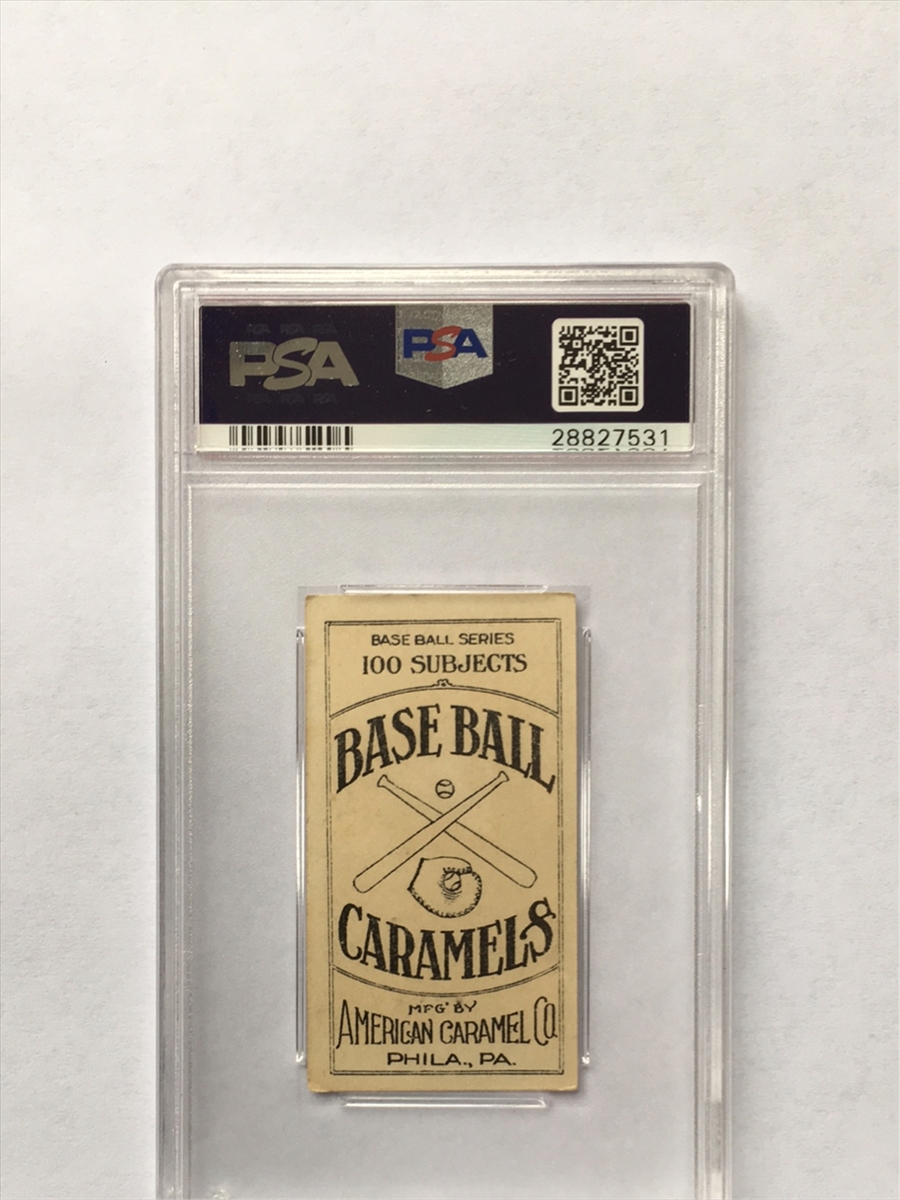 PSA
PSA
28827531
BASE BALL SERIES
100 SUBJECTS
BASE BALL
CARAMELS
MFG' BY
AMERICAN CARAMEL CO.
PHILA., PA.